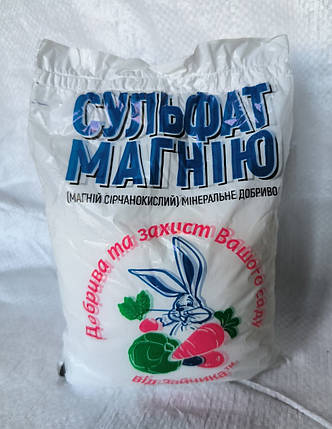 СУЛЬФАТ
МАГНІЮ
(МАГНІЙ СІРЧАНОКИСЛИЙ) МІНЕРАЛЬНЕ ДОБРИВО
Добрива та захист Вашого саду
від Зайчика™